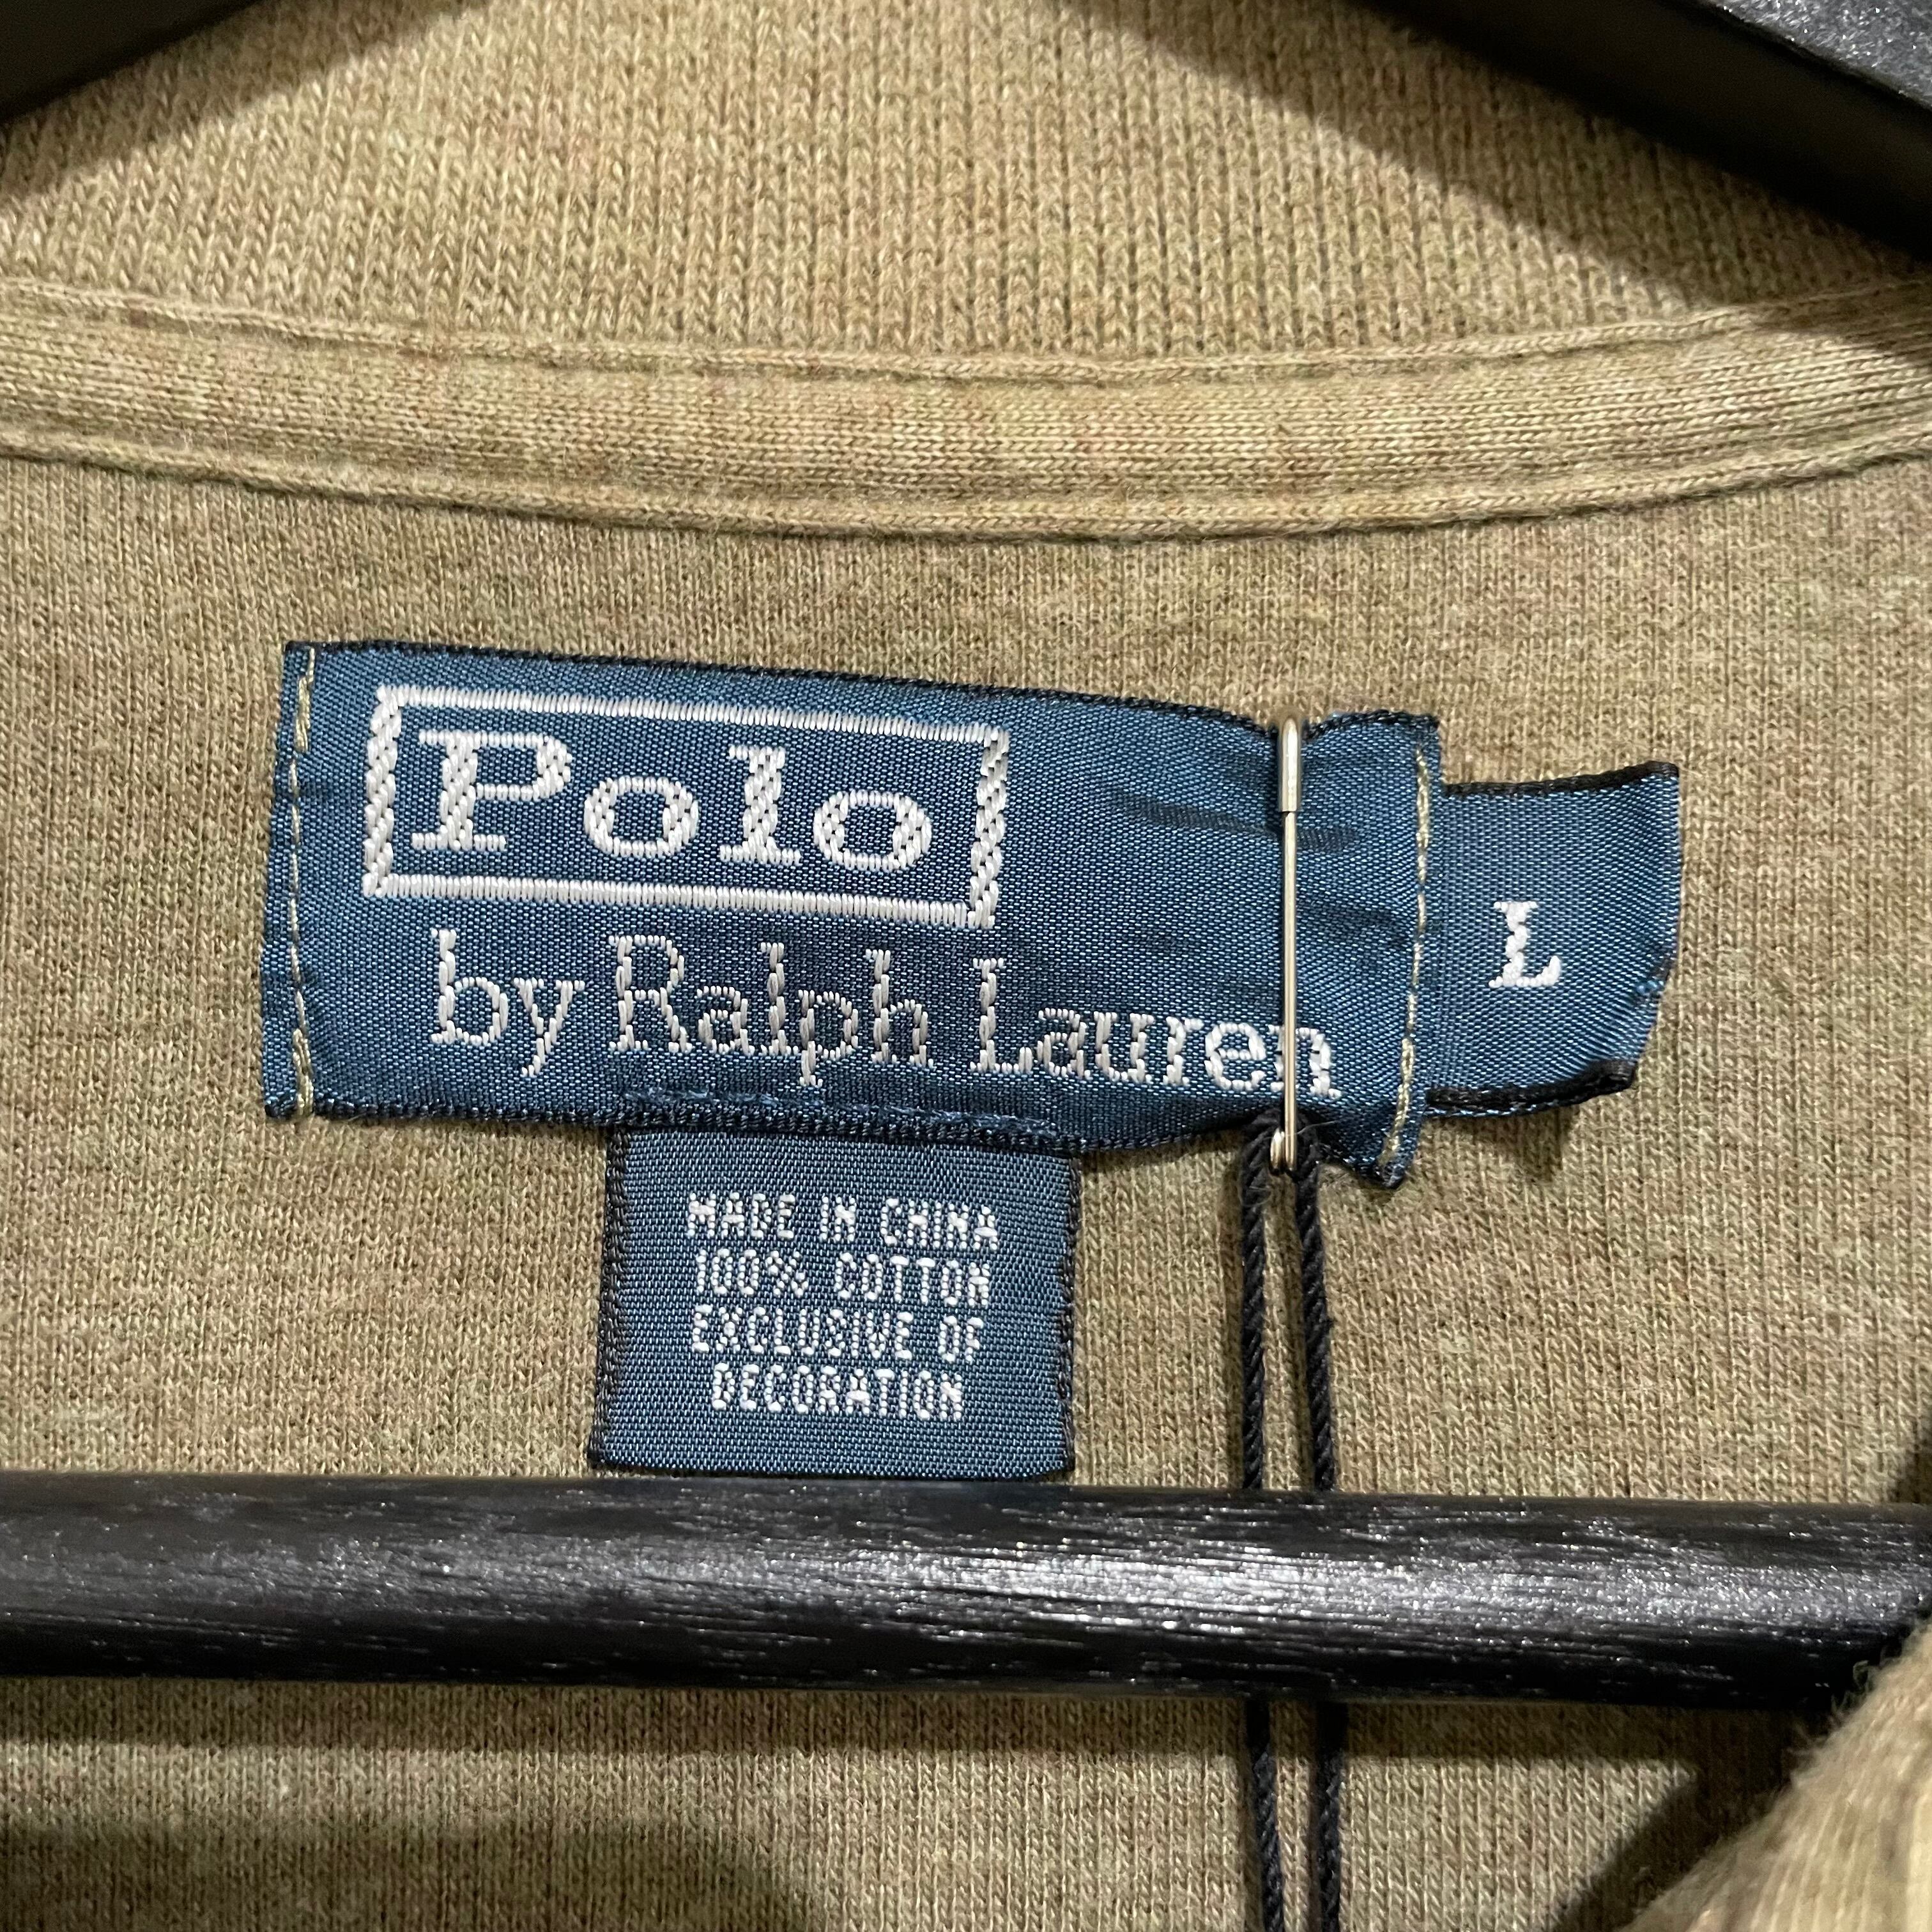 Polo
by Ralph Lauren
L
MADE IN CHINA
100% COTTON
EXCLUSIVE OF
DECORATION